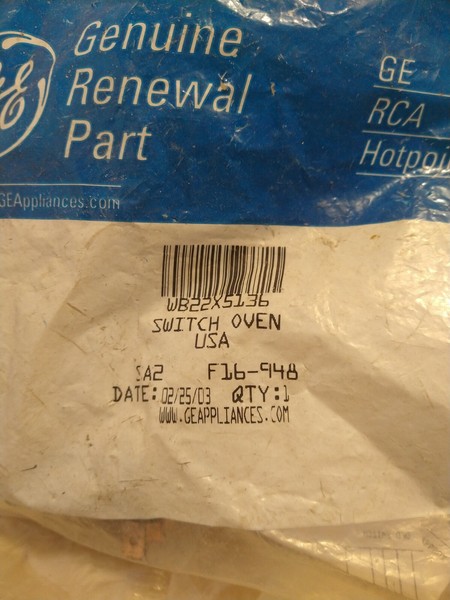 Genuine
Renewal
Part
GE
RCA
Hotpoi
GEAppliances.com
WB22X5136
SWITCH OVEN
USA
SA2 F16-948
DATE: 02/25/03 QTY:1
WWW.GEAPPLIANCES.COM